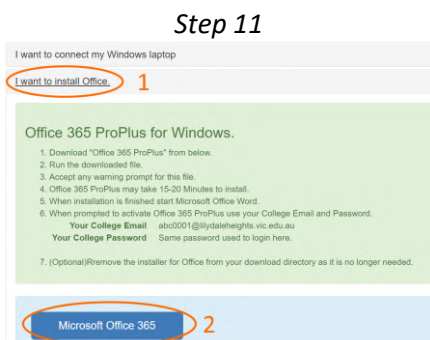 Step 11
I want to connect my Windows laptop
I want to install Office. 1
Office 365 ProPlus for Windows.
1. Download "Office 365 ProPlus" from below.
2. Run the downloaded file.
3. Accept any warning prompt for this file.
4. Office 365 ProPlus may take 15-20 Minutes to install.
5. When installation is finished start Microsoft Office Word.
6. When prompted to activate Office 365 ProPlus use your College Email and Password.
Your College Email abc0001@lilydaleheights.vic.edu.au
Your College Password Same password used to login here.
7. (Optional)Rremove the installer for Office from your download directory as it is no longer needed.
Microsoft Office 365 2